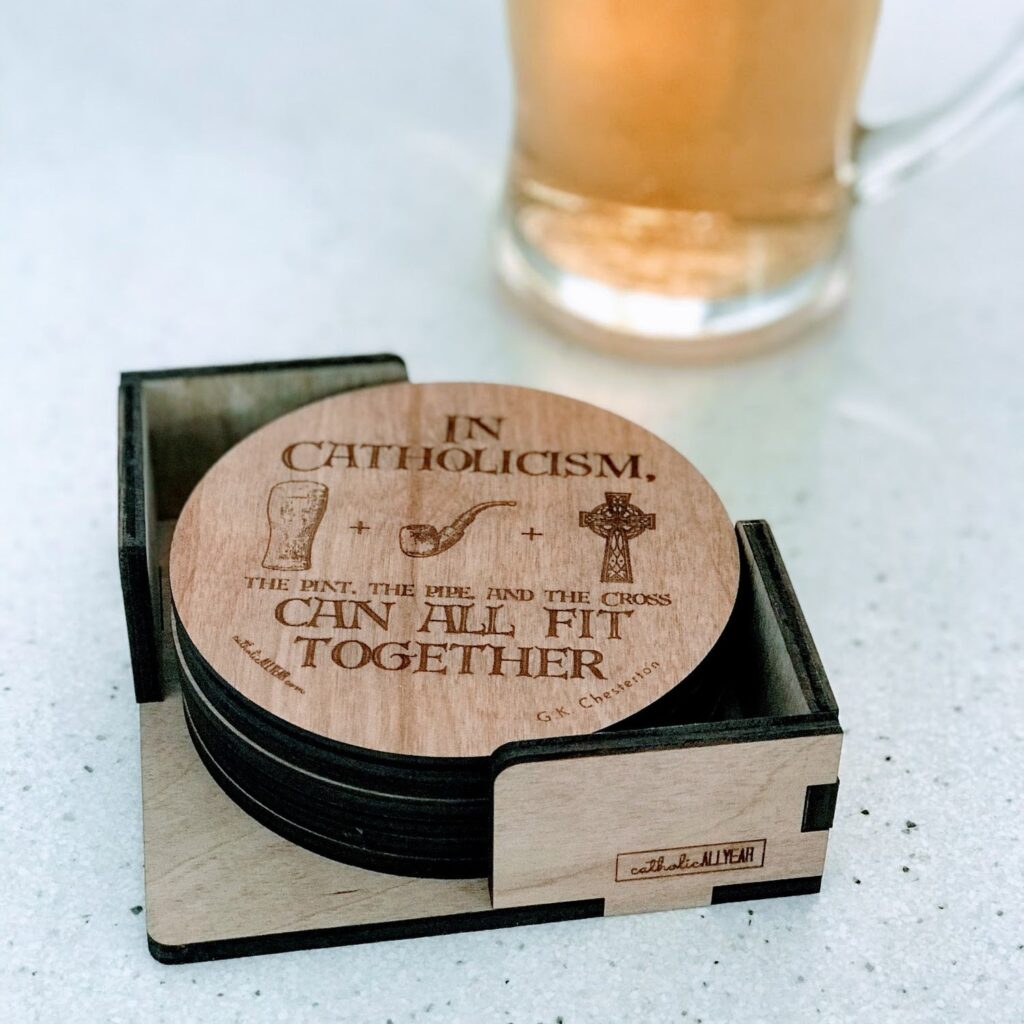 IN
CATHOLICISM,
+ +
THE PINT, THE PIPE, AND THE CROSS
CAN ALL FIT
TOGETHER
catholicALLYEAR.com
G.K. Chesterton
catholicALLYEAR